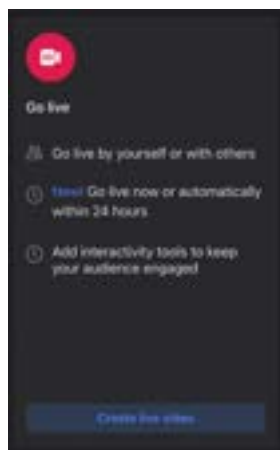 Go live
Go live by yourself or with others
New! Go live now or automatically
within 24 hours
Add interactivity tools to keep
your audience engaged
Create live video